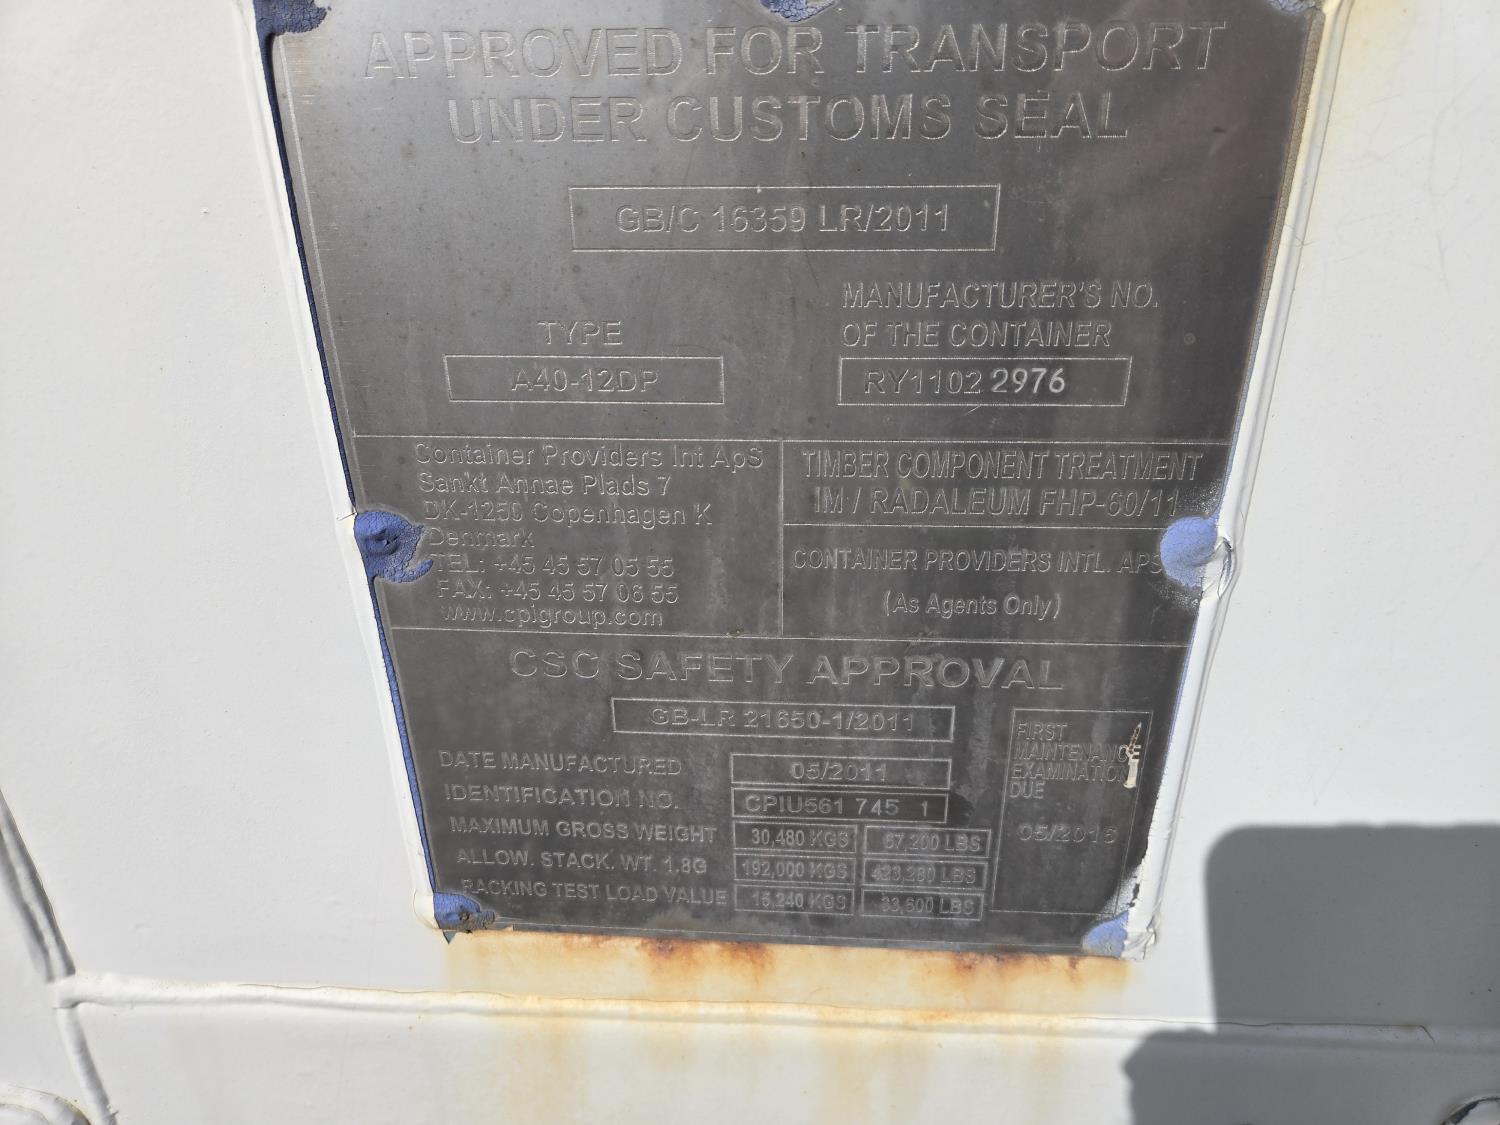 APPROVED FOR TRANSPORT
UNDER CUSTOMS SEAL
GB/C 16359 LR/2011
TYPE
A40-12DP
MANUFACTURER'S NO.
OF THE CONTAINER
RY1102 2976
Container Providers Int ApS
Sankt Annae Plads 7
DK-1250 Copenhagen K
Denmark
TEL: +45 45 57 05 55
FAX: +45 45 57 06 55
www.cpigroup.com
TIMBER COMPONENT TREATMENT
IM / RADALEUM FHP-60/11
CONTAINER PROVIDERS INTL. APS
(As Agents Only)
CSC SAFETY APPROVAL
GB-LR 21650-1/2011
DATE MANUFACTURED 05/2011
IDENTIFICATION NO. CPIU561 745 1
MAXIMUM GROSS WEIGHT 30,480 KGS 67,200 LBS
ALLOW. STACK. WT. 1.8G 192,000 KGS 423,280 LBS
RACKING TEST LOAD VALUE 15,240 KGS 33,600 LBS
FIRST
MAINTENANCE
EXAMINATION
DUE
05/2016